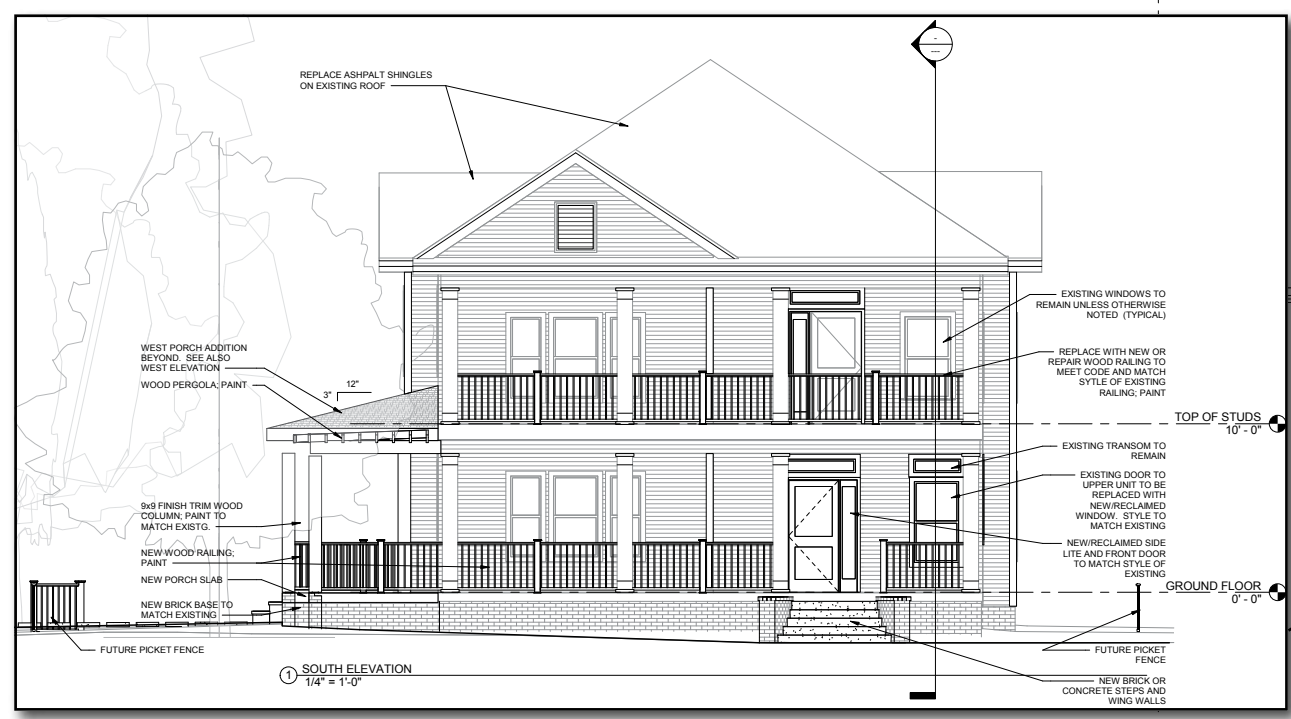 REPLACE ASHPALT SHINGLES
ON EXISTING ROOF
EXISTING WINDOWS TO
REMAIN UNLESS OTHERWISE
NOTED (TYPICAL)
WEST PORCH ADDITION
BEYOND. SEE ALSO
WEST ELEVATION
WOOD PERGOLA; PAINT
12"
3"
REPLACE WITH NEW OR
REPAIR WOOD RAILING TO
MEET CODE AND MATCH
SYTLE OF EXISTING
RAILING; PAINT
TOP OF STUDS
10' - 0"
EXISTING TRANSOM TO
REMAIN
EXISTING DOOR TO
UPPER UNIT TO BE
REPLACED WITH
NEW/RECLAIMED
WINDOW. STYLE TO
MATCH EXISTING
9x9 FINISH TRIM WOOD
COLUMN; PAINT TO
MATCH EXISTG.
NEW WOOD RAILING;
PAINT
NEW/RECLAIMED SIDE
LITE AND FRONT DOOR
TO MATCH STYLE OF
EXISTING
NEW PORCH SLAB
GROUND FLOOR
0' - 0"
NEW BRICK BASE TO
MATCH EXISTING
FUTURE PICKET FENCE
FUTURE PICKET
FENCE
1 SOUTH ELEVATION
1/4" = 1'-0"
NEW BRICK OR
CONCRETE STEPS AND
WING WALLS